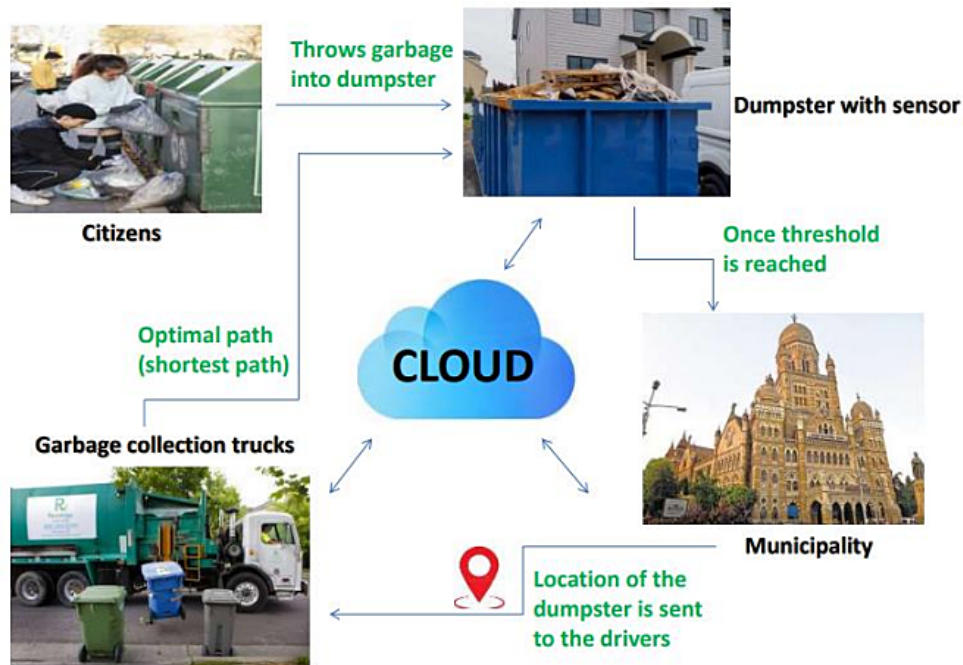 Throws garbage
into dumpster
Dumpster with sensor
Citizens
Once threshold
is reached
Optimal path
(shortest path)
CLOUD
Garbage collection trucks
Municipality
Location of the
dumpster is sent
to the drivers